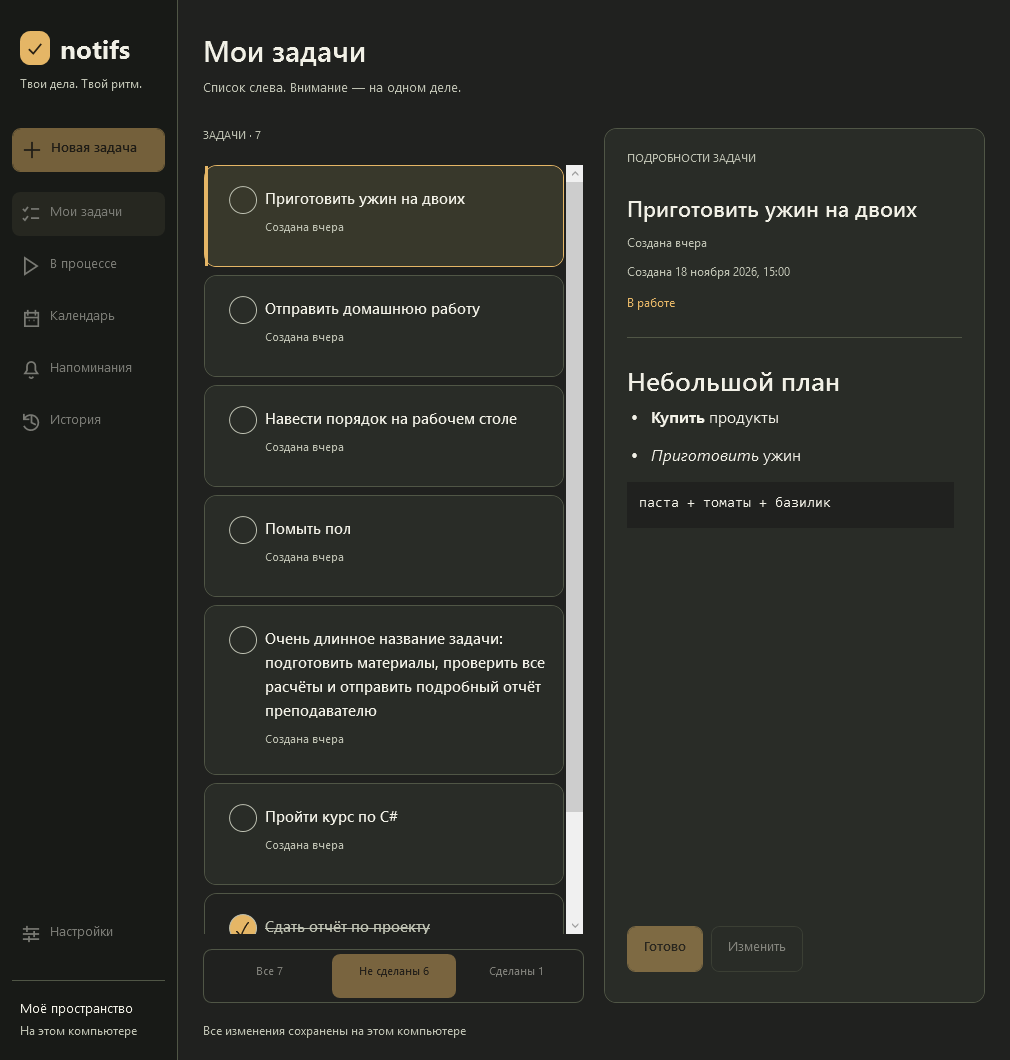 notifs
Твои дела. Твой ритм.
Новая задача
Мои задачи
В процессе
Календарь
Напоминания
История
Настройки
Моё пространство
На этом компьютере
Мои задачи
Список слева. Внимание — на одном деле.
ЗАДАЧИ · 7
Приготовить ужин на двоих
Создана вчера
Отправить домашнюю работу
Создана вчера
Навести порядок на рабочем столе
Создана вчера
Помыть пол
Создана вчера
Очень длинное название задачи:
подготовить материалы, проверить все
расчёты и отправить подробный отчёт
преподавателю
Создана вчера
Пройти курс по C#
Создана вчера
Сдать отчёт по проекту
Все 7
Не сделаны 6
Сделаны 1
Все изменения сохранены на этом компьютере
ПОДРОБНОСТИ ЗАДАЧИ
Приготовить ужин на двоих
Создана вчера
Создана 18 ноября 2026, 15:00
В работе
Небольшой план
• Купить продукты
• Приготовить ужин
паста + томаты + базилик
Готово
Изменить